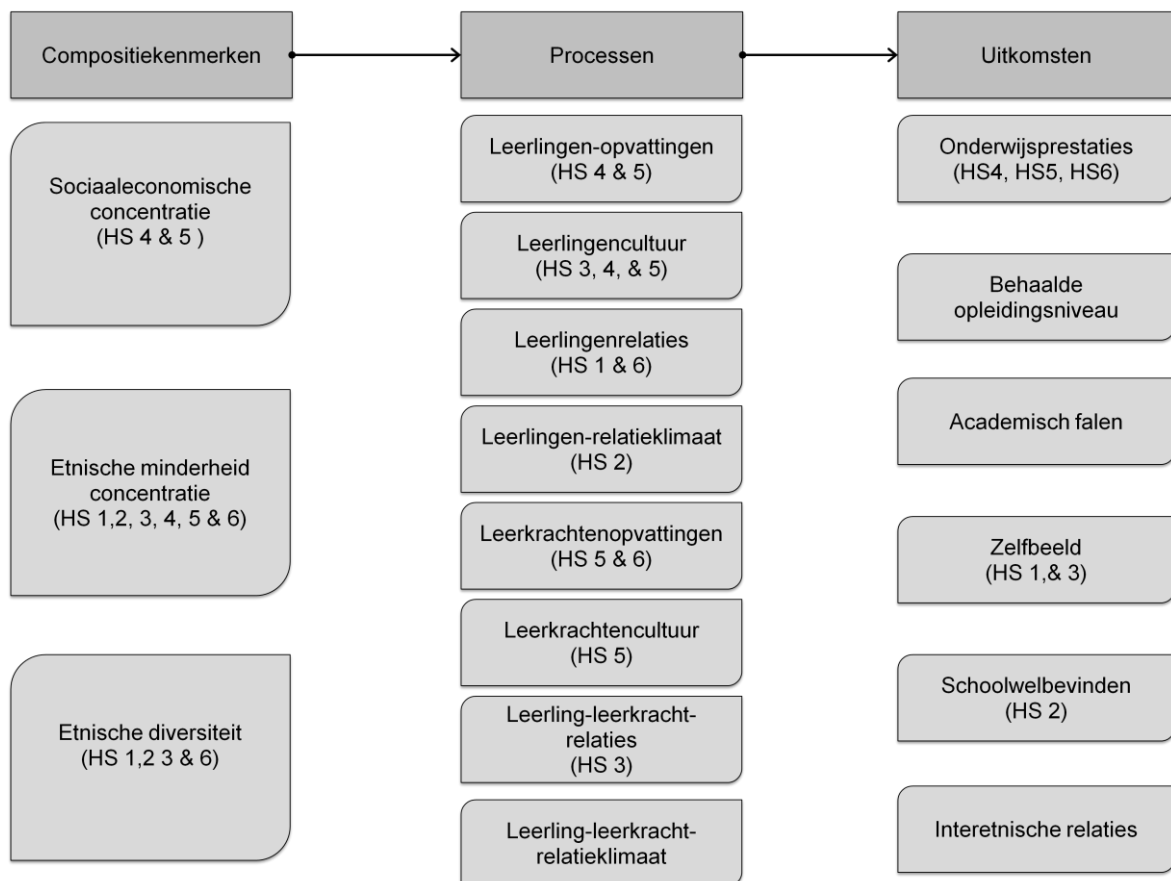 Compositiekenmerken
Processen
Uitkomsten
Sociaaleconomische
concentratie
(HS 4 & 5 )
Etnische minderheid
concentratie
(HS 1,2, 3, 4, 5 & 6)
Etnische diversiteit
(HS 1,2 3 & 6)
Leerlingen-opvattingen
(HS 4 & 5)
Leerlingencultuur
(HS 3, 4, & 5)
Leerlingenrelaties
(HS 1 & 6)
Leerlingen-relatieklimaat
(HS 2)
Leerkrachtenopvattingen
(HS 5 & 6)
Leerkrachtencultuur
(HS 5)
Leerling-leerkracht-
relaties
(HS 3)
Leerling-leerkracht-
relatieklimaat
Onderwijsprestaties
(HS4, HS5, HS6)
Behaalde
opleidingsniveau
Academisch falen
Zelfbeeld
(HS 1,& 3)
Schoolwelbevinden
(HS 2)
Interetnische relaties